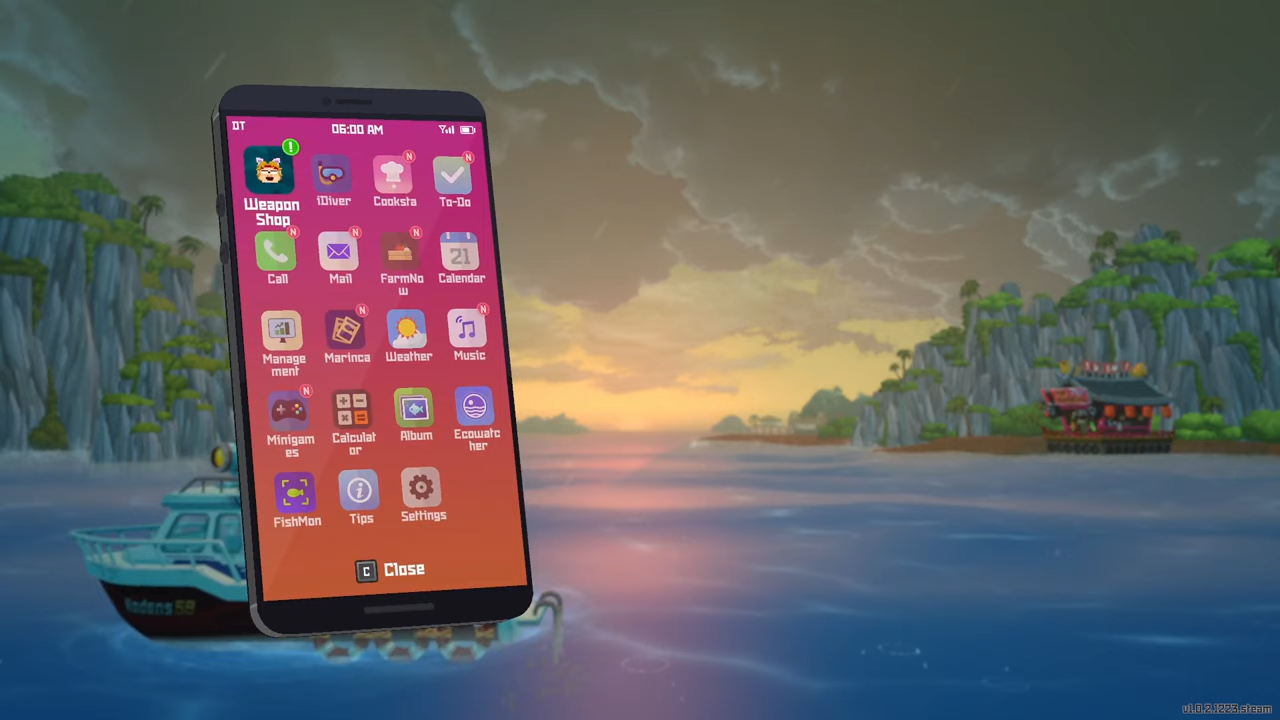 DT
06:00 AM
Weapon
Shop
iDiver
Cooksta
To-Do
Call
Mail
FarmNo
w
Calendar
21
Manage
ment
Marinca
Weather
Music
Minigam
es
Calculat
or
Album
Ecowatc
her
FishMon
Tips
Settings
C Close
v1.0.2.1223.steam